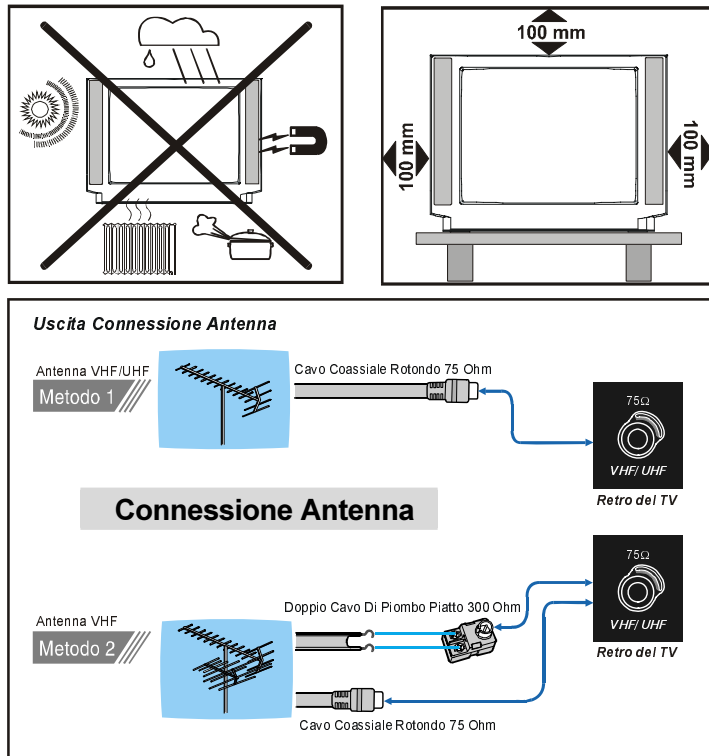 100 mm
100 mm
100 mm
Uscita Connessione Antenna
Antenna VHF/UHF
Metodo 1
Cavo Coassiale Rotondo 75 Ohm
75Ω
VHF/ UHF
Retro del TV
Connessione Antenna
Antenna VHF
Metodo 2
Doppio Cavo Di Piombo Piatto 300 Ohm
75Ω
VHF/ UHF
Retro del TV
Cavo Coassiale Rotondo 75 Ohm